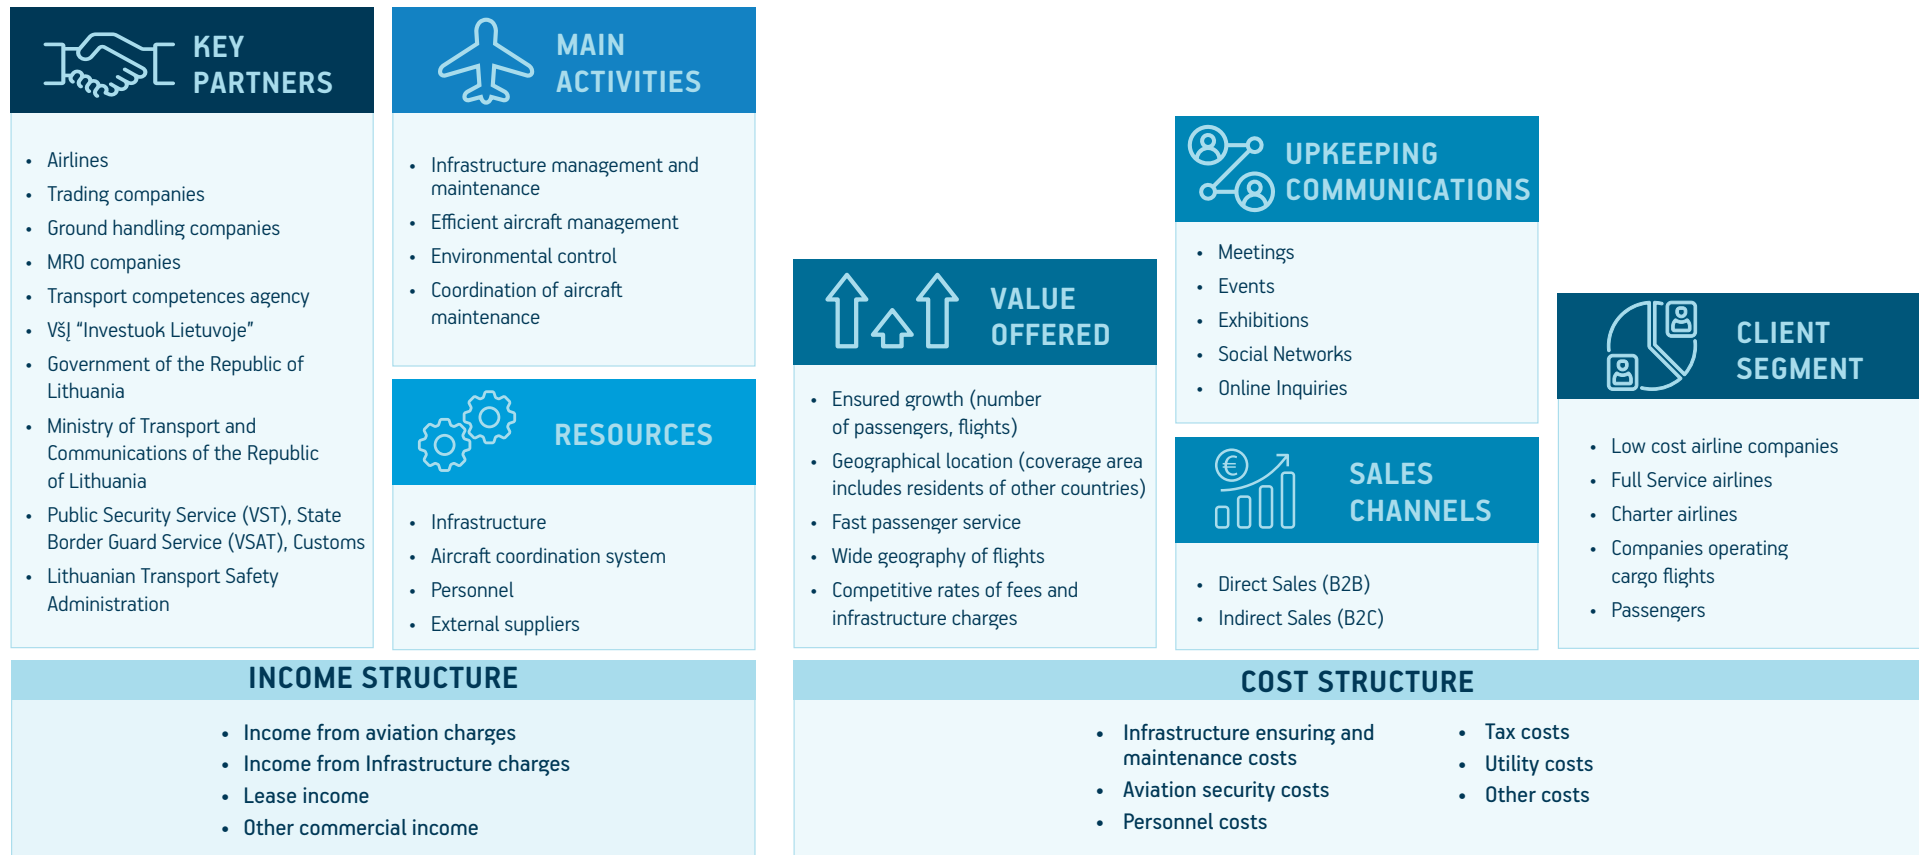 KEY
PARTNERS
• Airlines
• Trading companies
• Ground handling companies
• MRO companies
• Transport competences agency
• VšĮ “Investuok Lietuvoje”
• Government of the Republic of
Lithuania
• Ministry of Transport and
Communications of the Republic
of Lithuania
• Public Security Service (VST), State
Border Guard Service (VSAT), Customs
• Lithuanian Transport Safety
Administration
MAIN
ACTIVITIES
• Infrastructure management and
maintenance
• Efficient aircraft management
• Environmental control
• Coordination of aircraft
maintenance
RESOURCES
• Infrastructure
• Aircraft coordination system
• Personnel
• External suppliers
VALUE
OFFERED
• Ensured growth (number
of passengers, flights)
• Geographical location (coverage area
includes residents of other countries)
• Fast passenger service
• Wide geography of flights
• Competitive rates of fees and
infrastructure charges
UPKEEPING
COMMUNICATIONS
• Meetings
• Events
• Exhibitions
• Social Networks
• Online Inquiries
€
SALES
CHANNELS
• Direct Sales (B2B)
• Indirect Sales (B2C)
CLIENT
SEGMENT
• Low cost airline companies
• Full Service airlines
• Charter airlines
• Companies operating
cargo flights
• Passengers
INCOME STRUCTURE
• Income from aviation charges
• Income from Infrastructure charges
• Lease income
• Other commercial income
COST STRUCTURE
• Infrastructure ensuring and
maintenance costs
• Aviation security costs
• Personnel costs
• Tax costs
• Utility costs
• Other costs